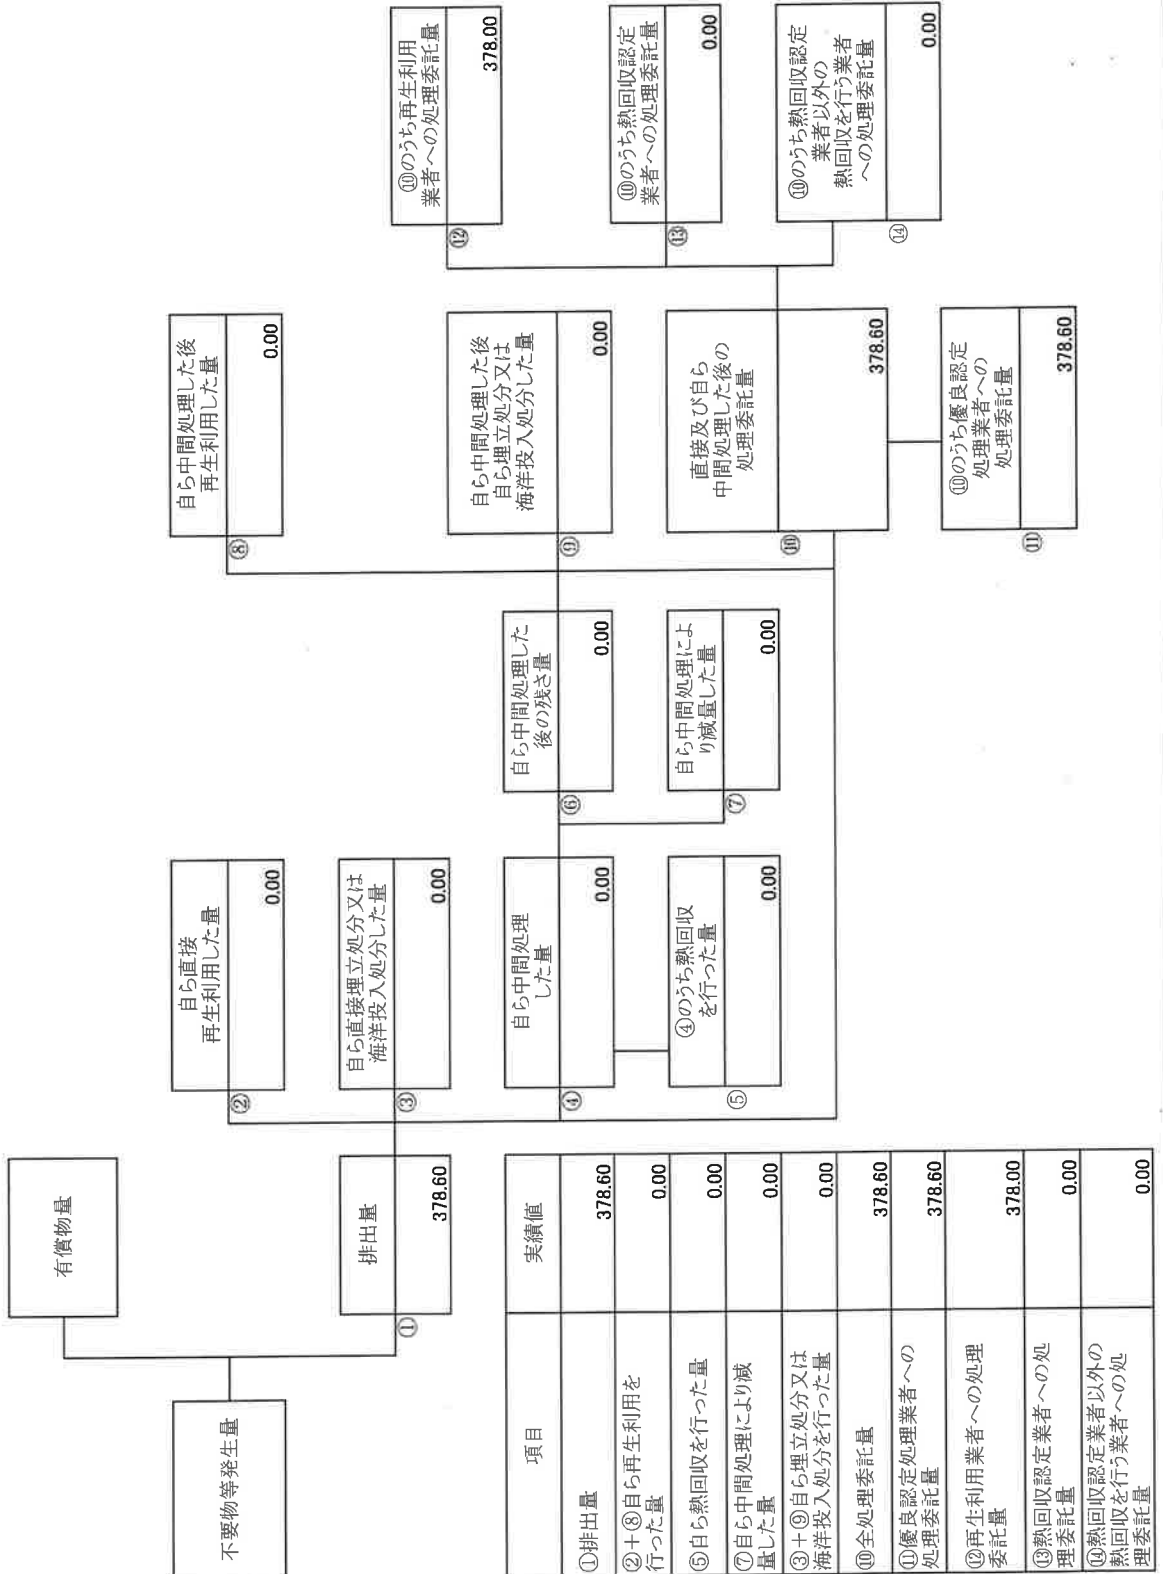 有償物量
不要物等発生量
①
排出量
378.60
②
自ら直接
再生利用した量
0.00
③
自ら直接埋立処分又は
海洋投入処分した量
0.00
④
自ら中間処理
した量
0.00
⑤
④のうち熱回収
を行った量
0.00
⑥
自ら中間処理した
後の残さ量
0.00
⑦
自ら中間処理によ
り減量した量
0.00
⑧
自ら中間処理した後
再生利用した量
0.00
⑨
自ら中間処理した後
自ら埋立処分又は
海洋投入処分した量
0.00
⑩
直接及び自ら
中間処理した後の
処理委託量
378.60
⑪
⑩のうち優良認定
処理業者への
処理委託量
378.60
⑫
⑩のうち再生利用
業者への処理委託量
378.00
⑬
⑩のうち熱回収認定
業者への処理委託量
0.00
⑭
⑩のうち熱回収認定
業者以外の
熱回収を行う業者
への処理委託量
0.00
項目 実績値
①排出量 378.60
②+⑧自ら再生利用を
行った量 0.00
⑤自ら熱回収を行った量 0.00
⑦自ら中間処理により減
量した量 0.00
③+⑨自ら埋立処分又は
海洋投入処分を行った量 0.00
⑩全処理委託量 378.60
⑪優良認定処理業者への
処理委託量 378.60
⑫再生利用業者への処理
委託量 378.00
⑬熱回収認定業者への処
理委託量 0.00
⑭熱回収認定業者以外の
熱回収を行う業者への処
理委託量 0.00